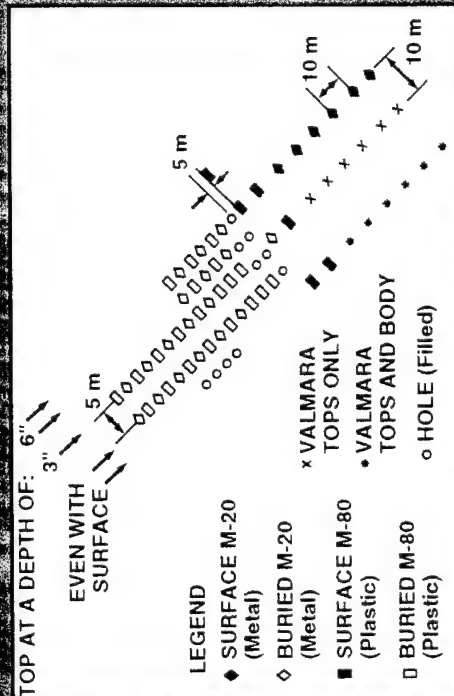 TOP AT A DEPTH OF:
6"
3"
EVEN WITH
SURFACE
5 m
5 m
10 m
10 m
LEGEND
SURFACE M-20
(Metal)
BURIED M-20
(Metal)
SURFACE M-80
(Plastic)
BURIED M-80
(Plastic)
x VALMARA
TOPS ONLY
VALMARA
TOPS AND BODY
HOLE (Filled)